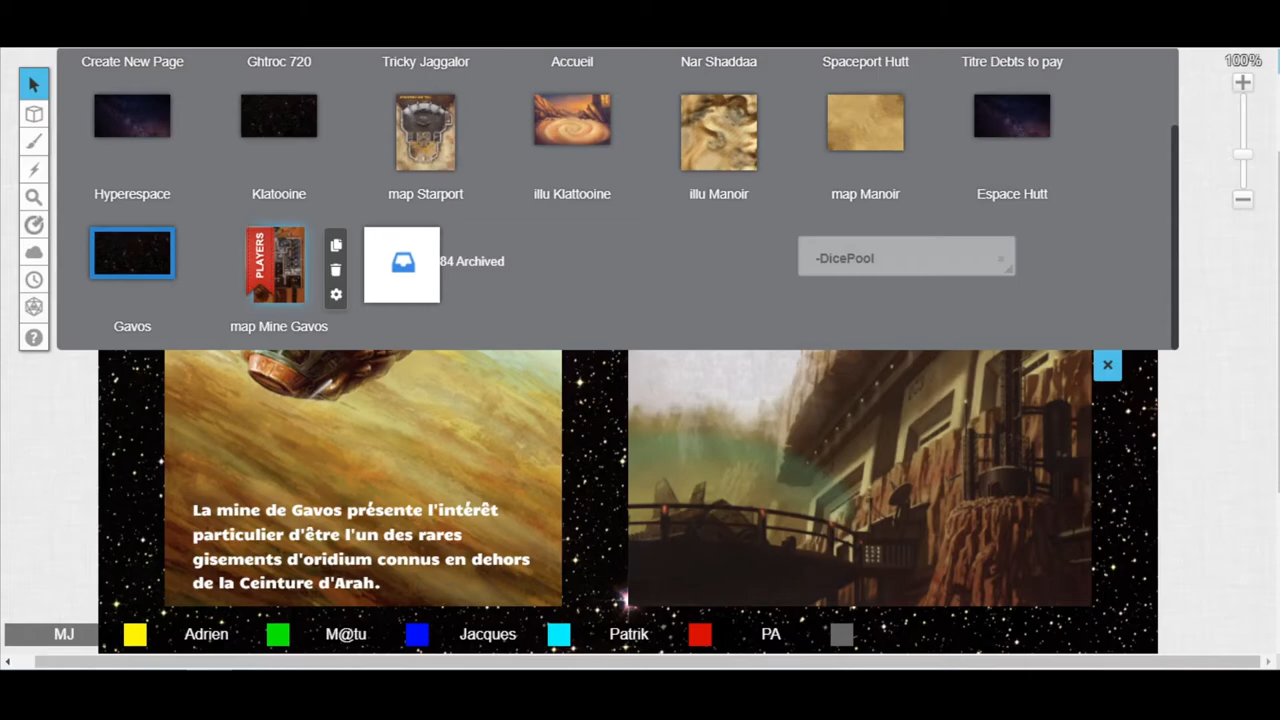 Create New Page Ghtroc 720 Tricky Jaggalor Accueil Nar Shaddaa Spaceport Hutt Titre Debts to pay
100%
Hyperespace Klatooine map Starport illu Klattooine illu Manoir map Manoir Espace Hutt
PLAYERS
84 Archived
-DicePool
Gavos map Mine Gavos
La mine de Gavos présente l'intérêt
particulier d'être l'un des rares
gisements d'oridium connus en dehors
de la Ceinture d'Arah.
MJ Adrien M@tu Jacques Patrik PA